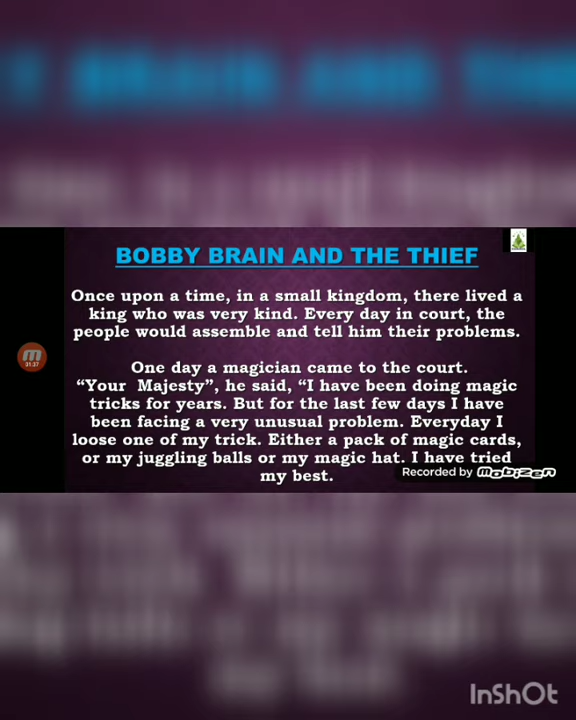 BOBBY BRAIN AND THE THIEF
Once upon a time, in a small kingdom, there lived a
king who was very kind. Every day in court, the
people would assemble and tell him their problems.
One day a magician came to the court.
“Your Majesty”, he said, “I have been doing magic
tricks for years. But for the last few days I have
been facing a very unusual problem. Everyday I
loose one of my trick. Either a pack of magic cards,
or my juggling balls or my magic hat. I have tried
my best.
31:37
Recorded by mobizen
InShOt